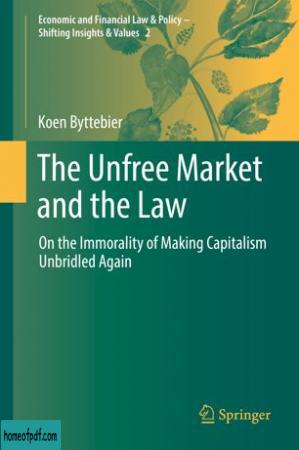 Economic and Financial Law & Policy –
Shifting Insights & Values 2
Koen Byttebier
The Unfree Market
and the Law
On the Immorality of Making Capitalism
Unbridled Again
Springer
homeofpdf.com